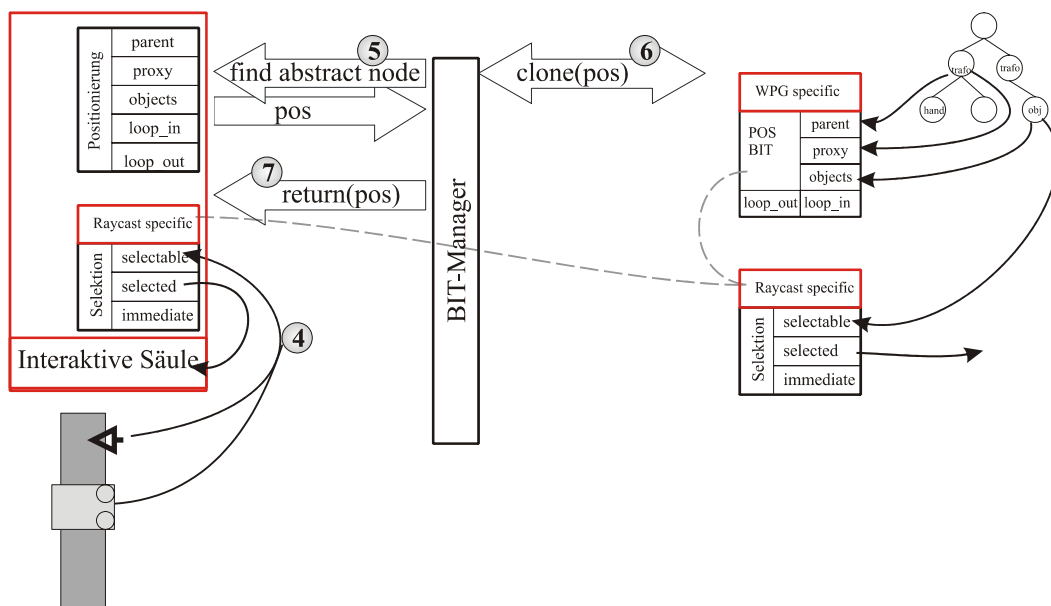 Positionierung
parent
proxy
objects
loop_in
loop_out
Raycast specific
Selektion
selectable
selected
immediate
Interaktive Säule
4
5
find abstract node
pos
7
return(pos)
BIT-Manager
6
clone(pos)
WPG specific
POS
BIT
parent
proxy
objects
loop_out
loop_in
trafo
trafo
hand
obj
Raycast specific
Selektion
selectable
selected
immediate